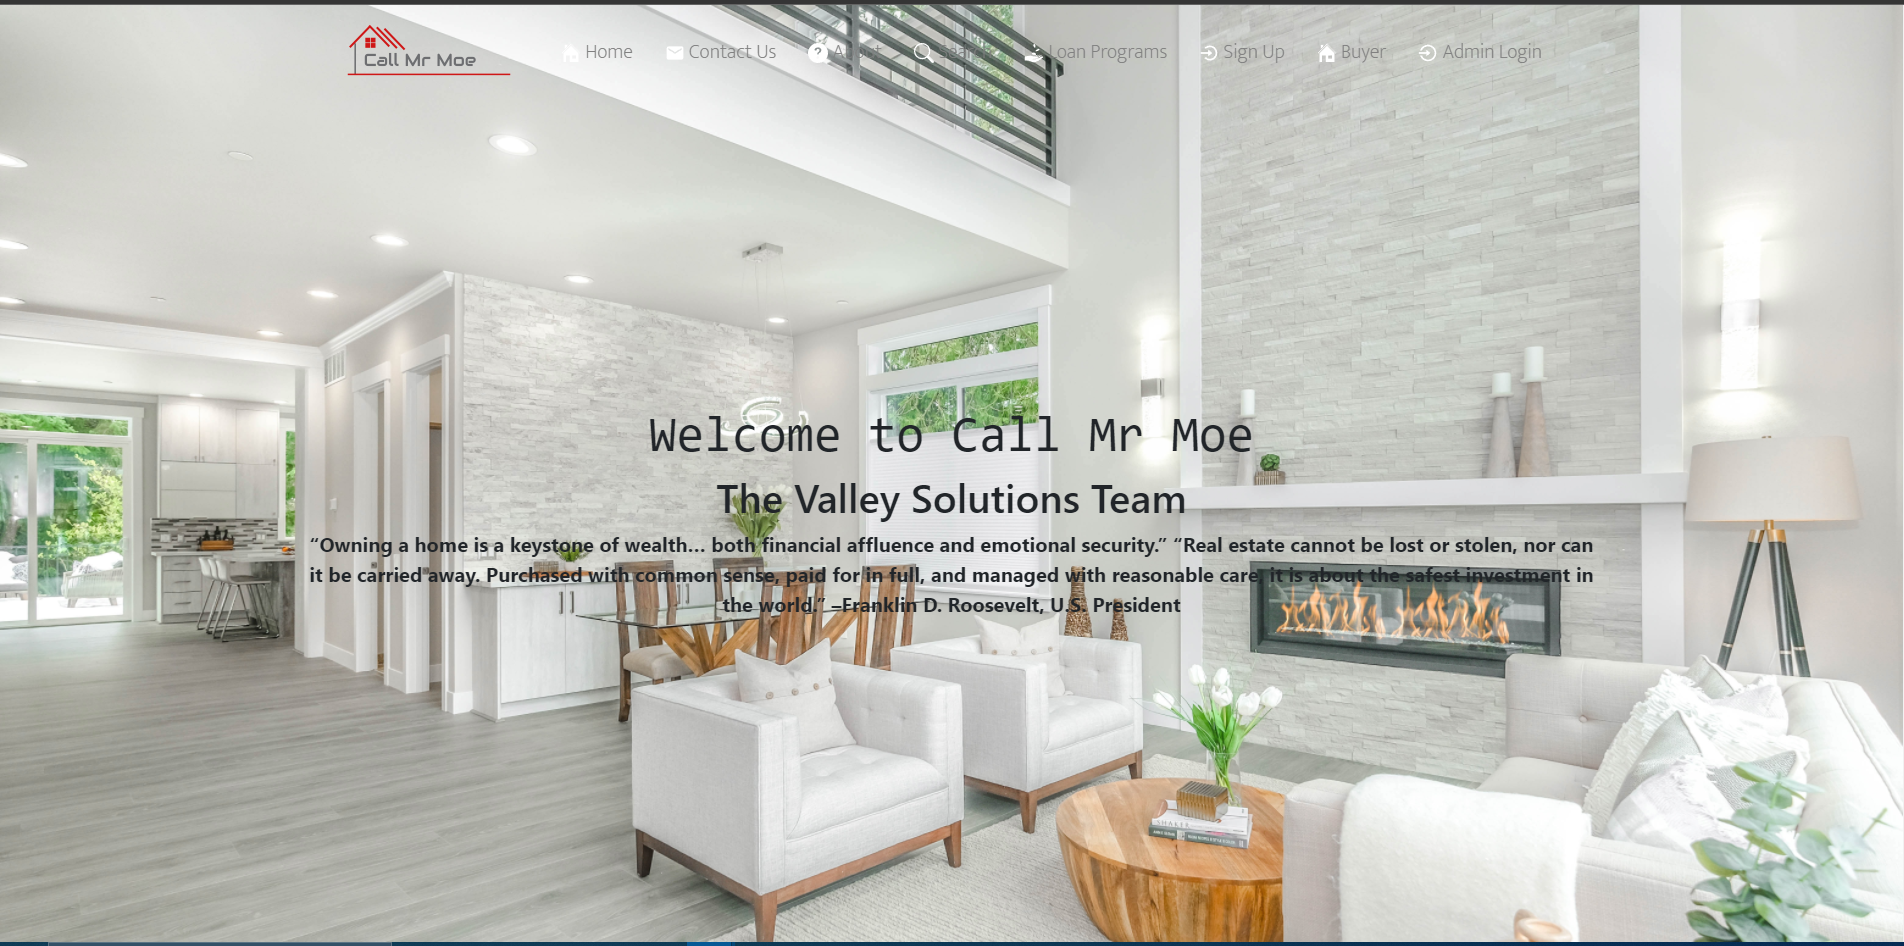 Call Mr Moe
Home Contact Us About Search Loan Programs Sign Up Buyer Admin Login
Welcome to Call Mr Moe
The Valley Solutions Team
“Owning a home is a keystone of wealth… both financial affluence and emotional security.” “Real estate cannot be lost or stolen, nor can
it be carried away. Purchased with common sense, paid for in full, and managed with reasonable care, it is about the safest investment in
the world.” –Franklin D. Roosevelt, U.S. President